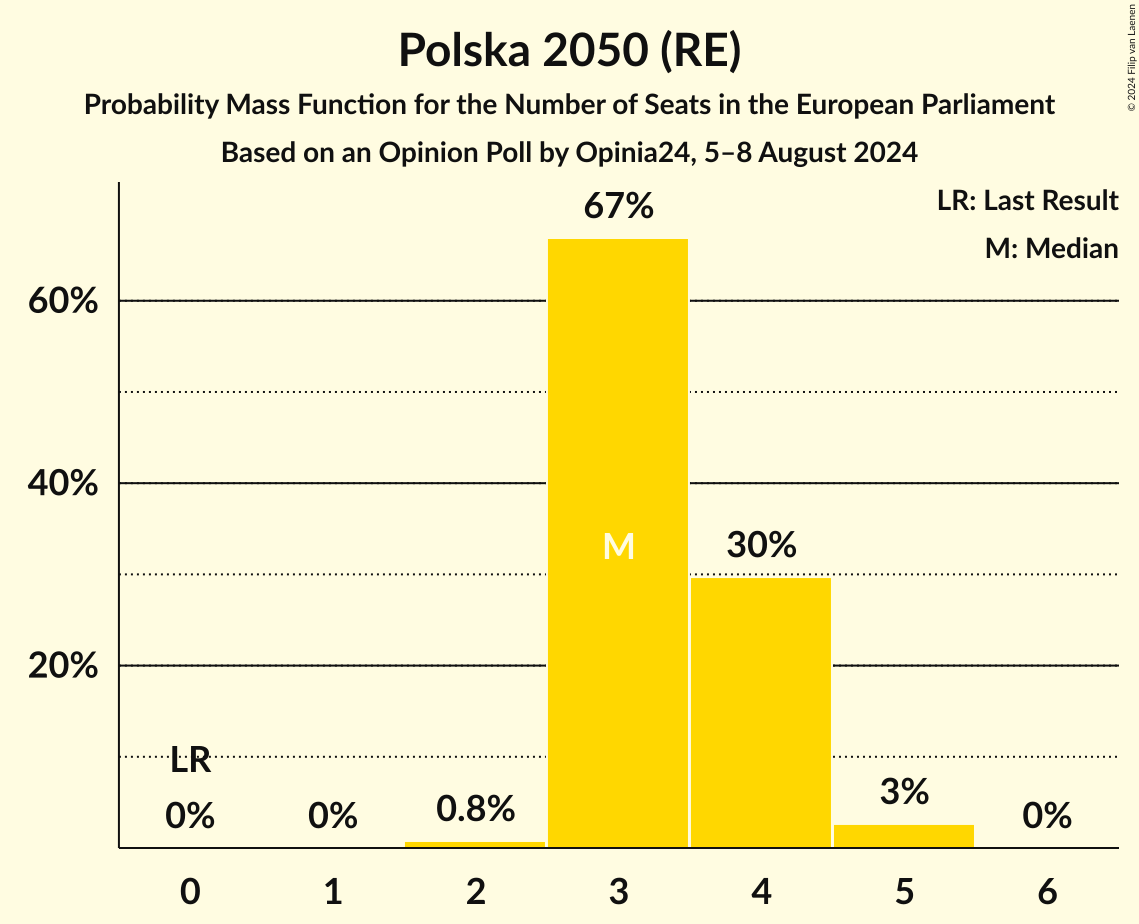 Polska 2050 (RE)
Probability Mass Function for the Number of Seats in the European Parliament
Based on an Opinion Poll by Opinia24, 5–8 August 2024
© 2024 Filip van Laenen
LR: Last Result
M: Median
67%
60%
40%
M
30%
20%
LR
0%
0%
0.8%
3%
0%
0 1 2 3 4 5 6